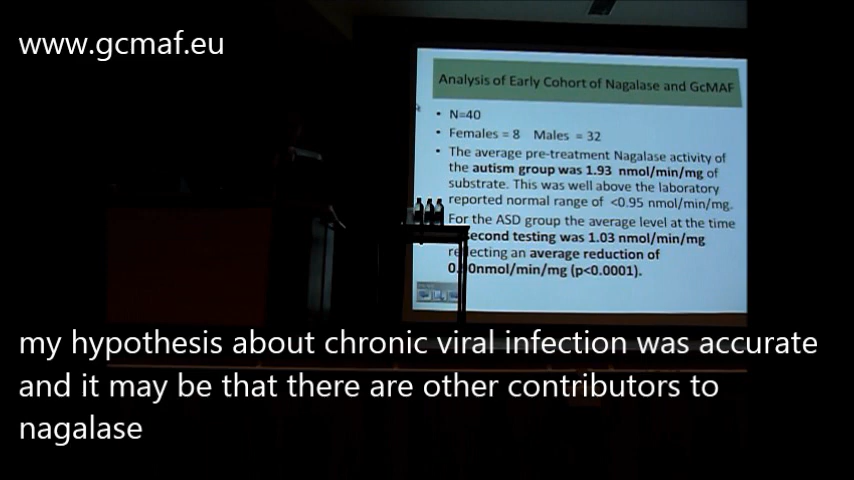 www.gcmaf.eu
Analysis of Early Cohort of Nagalase and GcMAF
• N=40
• Females = 8 Males = 32
• The average pre-treatment Nagalase activity of
the autism group was 1.93 nmol/min/mg of
substrate. This was well above the laboratory
reported normal range of <0.95 nmol/min/mg.
For the ASD group the average level at the time
second testing was 1.03 nmol/min/mg
reflecting an average reduction of
0.90nmol/min/mg (p<0.0001).
my hypothesis about chronic viral infection was accurate
and it may be that there are other contributors to
nagalase